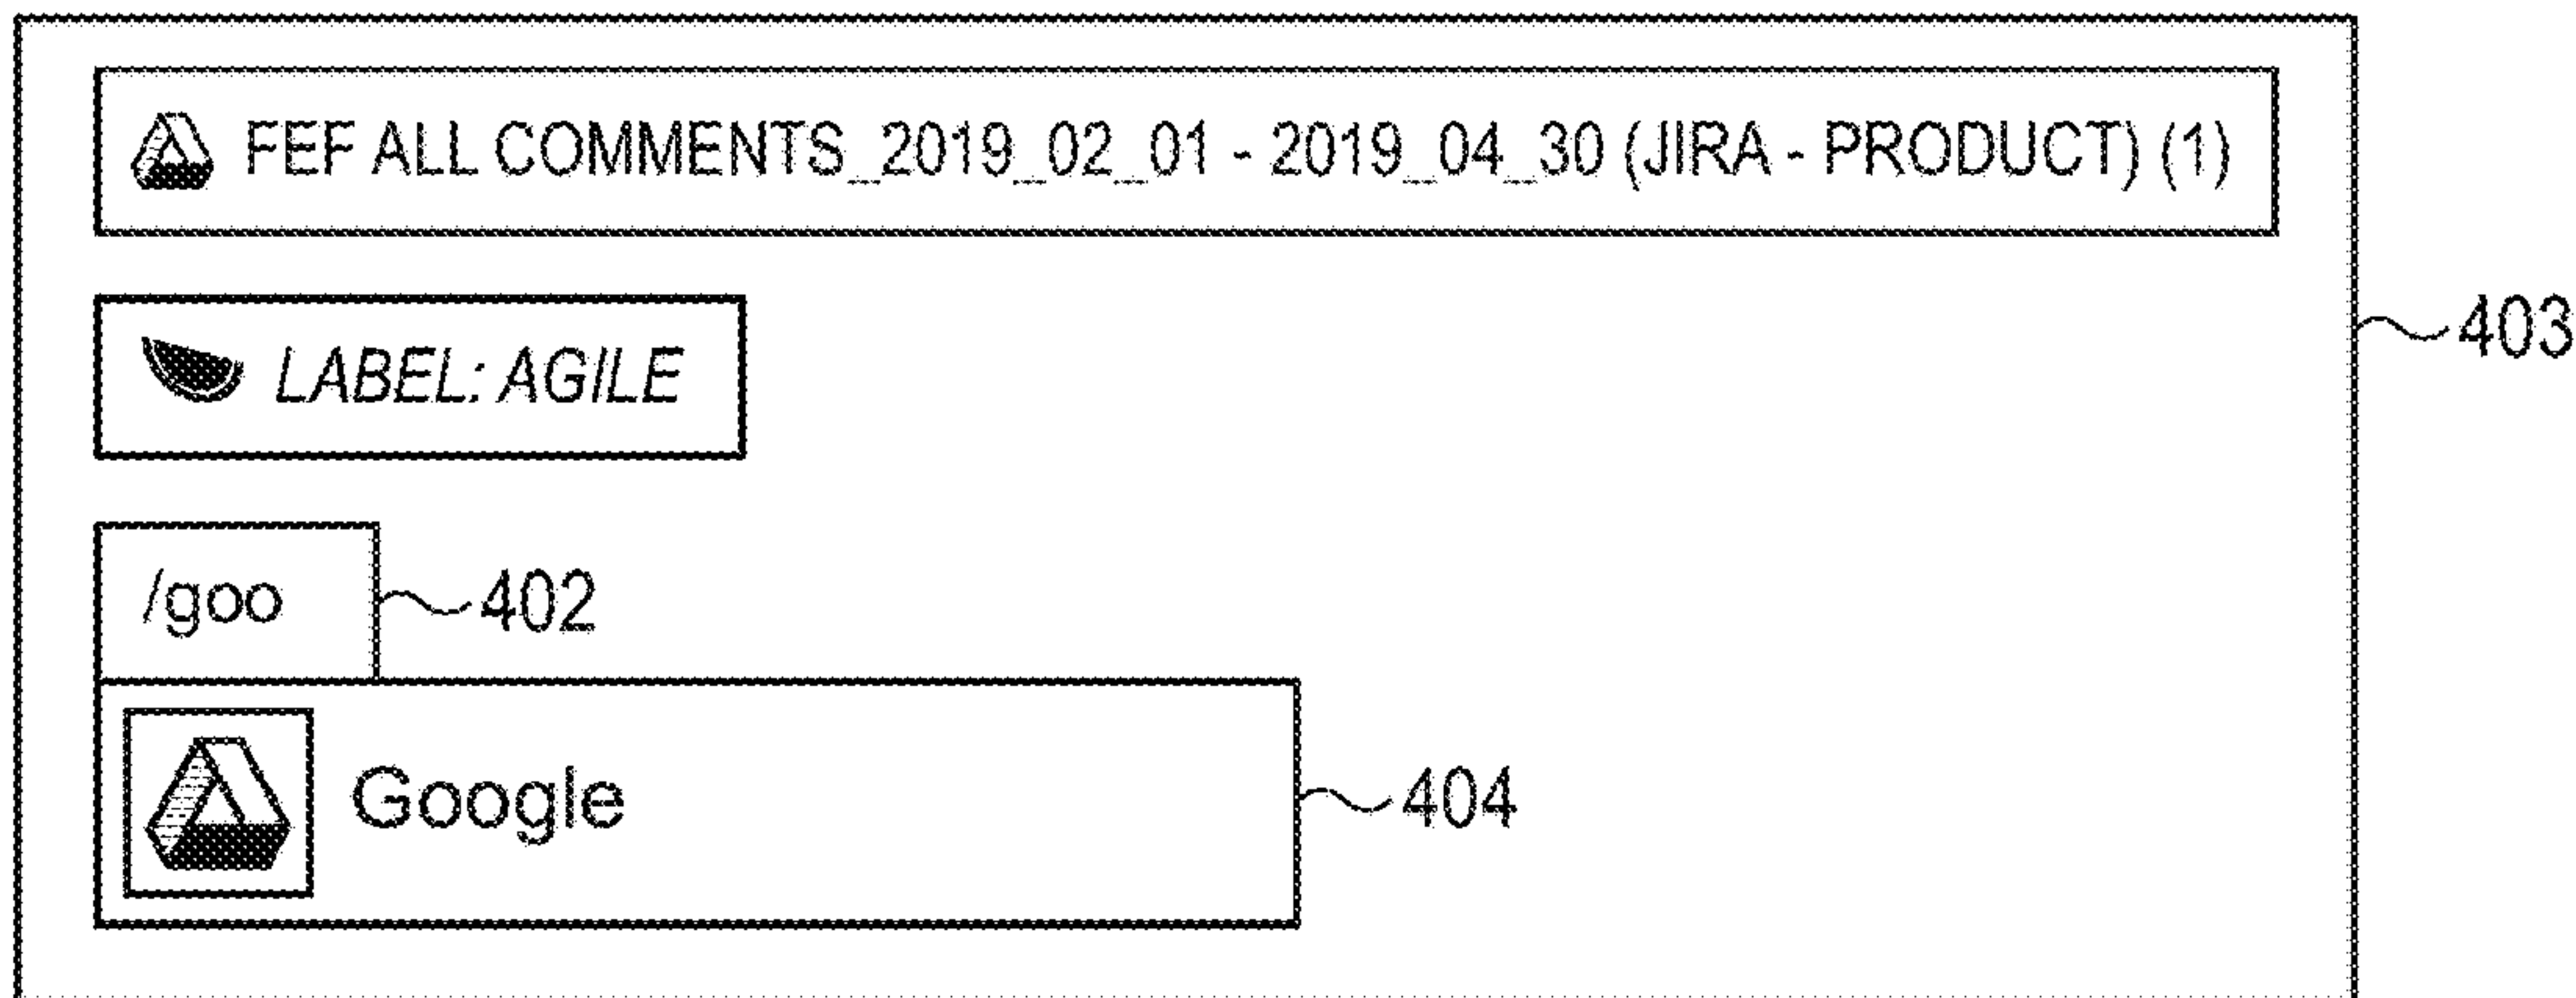 FEF ALL COMMENTS_2019_02_01 - 2019_04_30 (JIRA - PRODUCT) (1)
403
LABEL: AGILE
/goo
402
Google
404